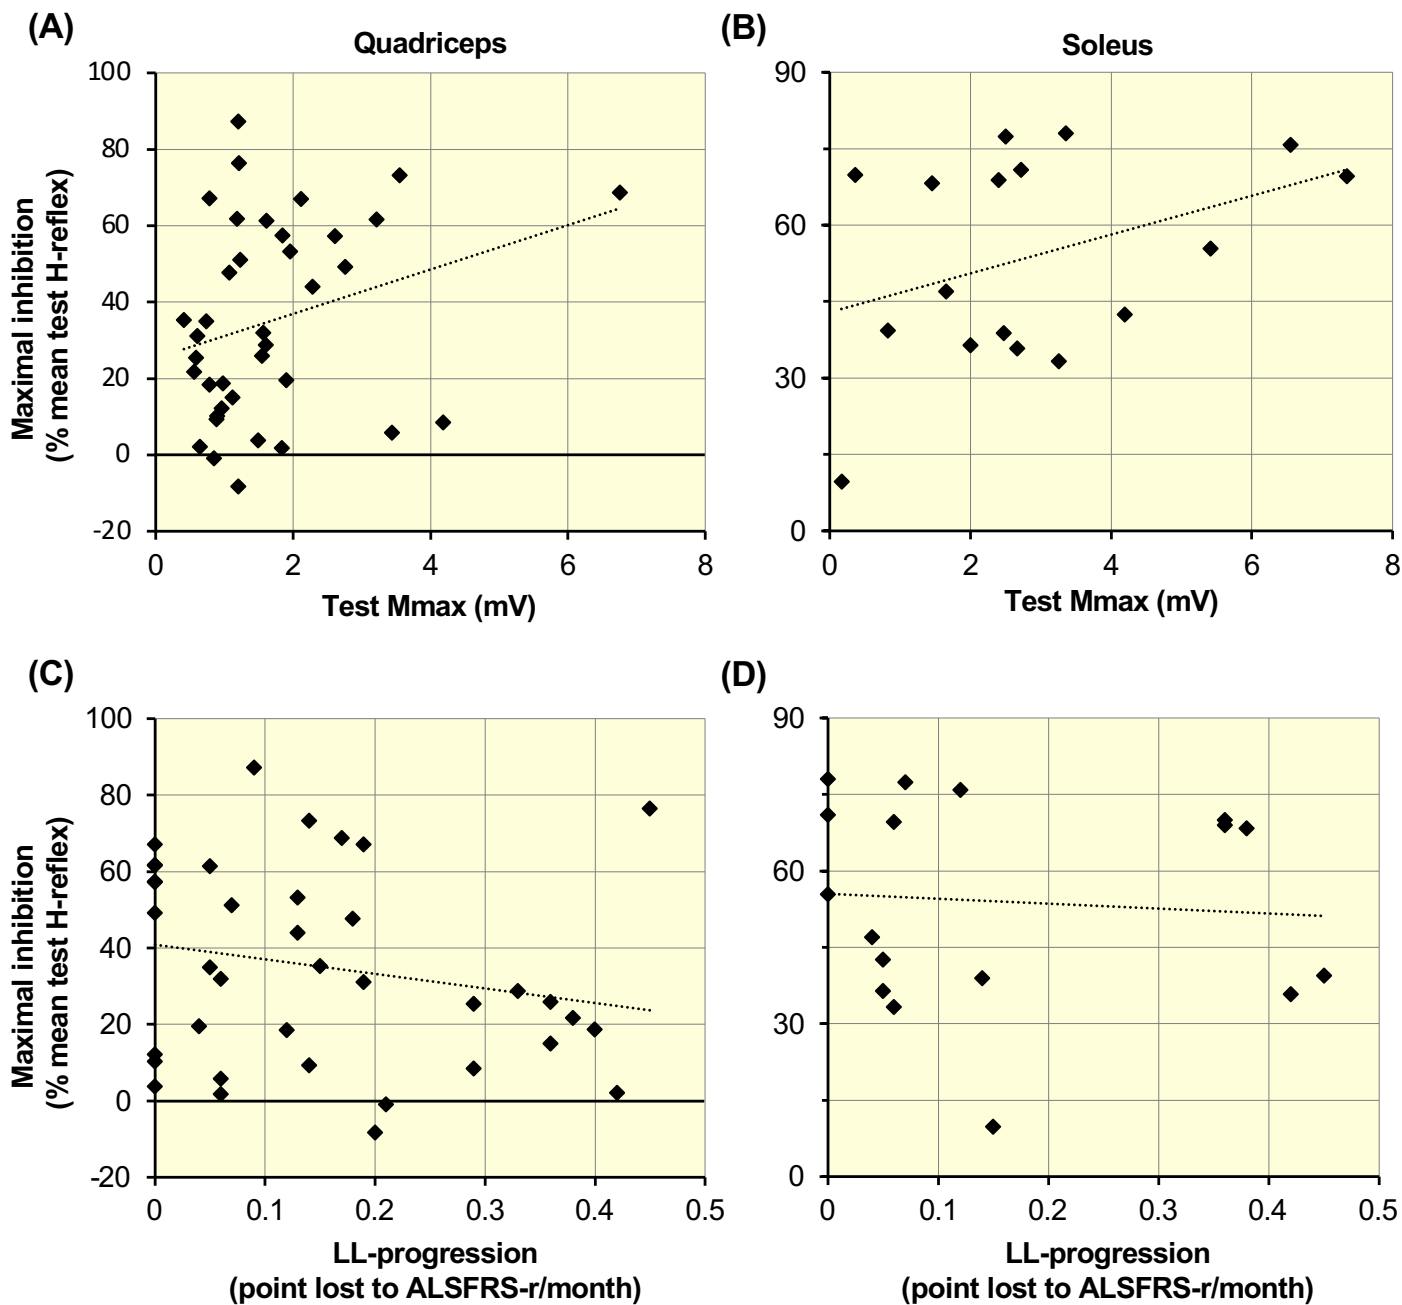 (A)
Quadriceps
100
80
60
40
20
0
-20
0 2 4 6 8
Maximal inhibition
(% mean test H-reflex)
Test Mmax (mV)
(B)
Soleus
90
60
30
0
0 2 4 6 8
Test Mmax (mV)
(C)
100
80
60
40
20
0
-20
0 0.1 0.2 0.3 0.4 0.5
Maximal inhibition
(% mean test H-reflex)
LL-progression
(point lost to ALSFRS-r/month)
(D)
90
60
30
0
0 0.1 0.2 0.3 0.4 0.5
LL-progression
(point lost to ALSFRS-r/month)